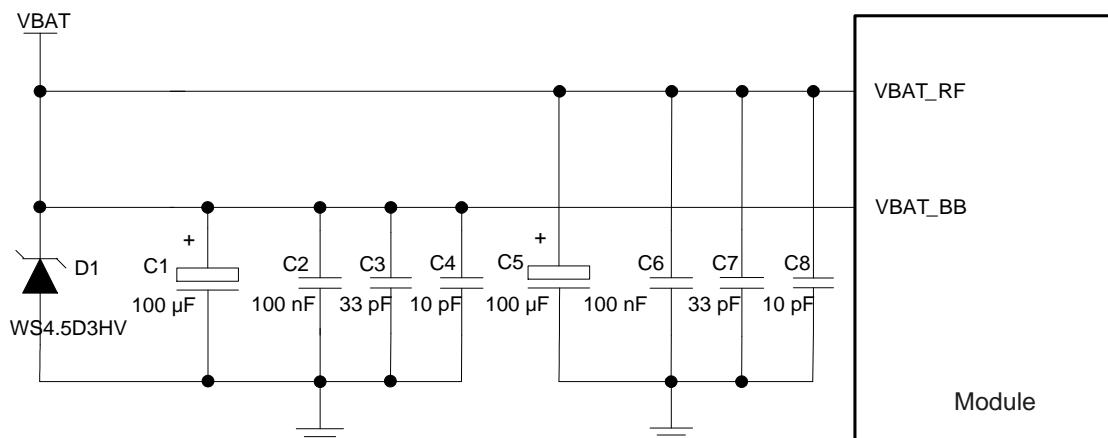 VBAT
VBAT_RF
VBAT_BB
+
+
D1
C1
C2
C3
C4
C5
C6
C7
C8
100 µF
100 nF
33 pF
10 pF
100 µF
100 nF
33 pF
10 pF
WS4.5D3HV
Module